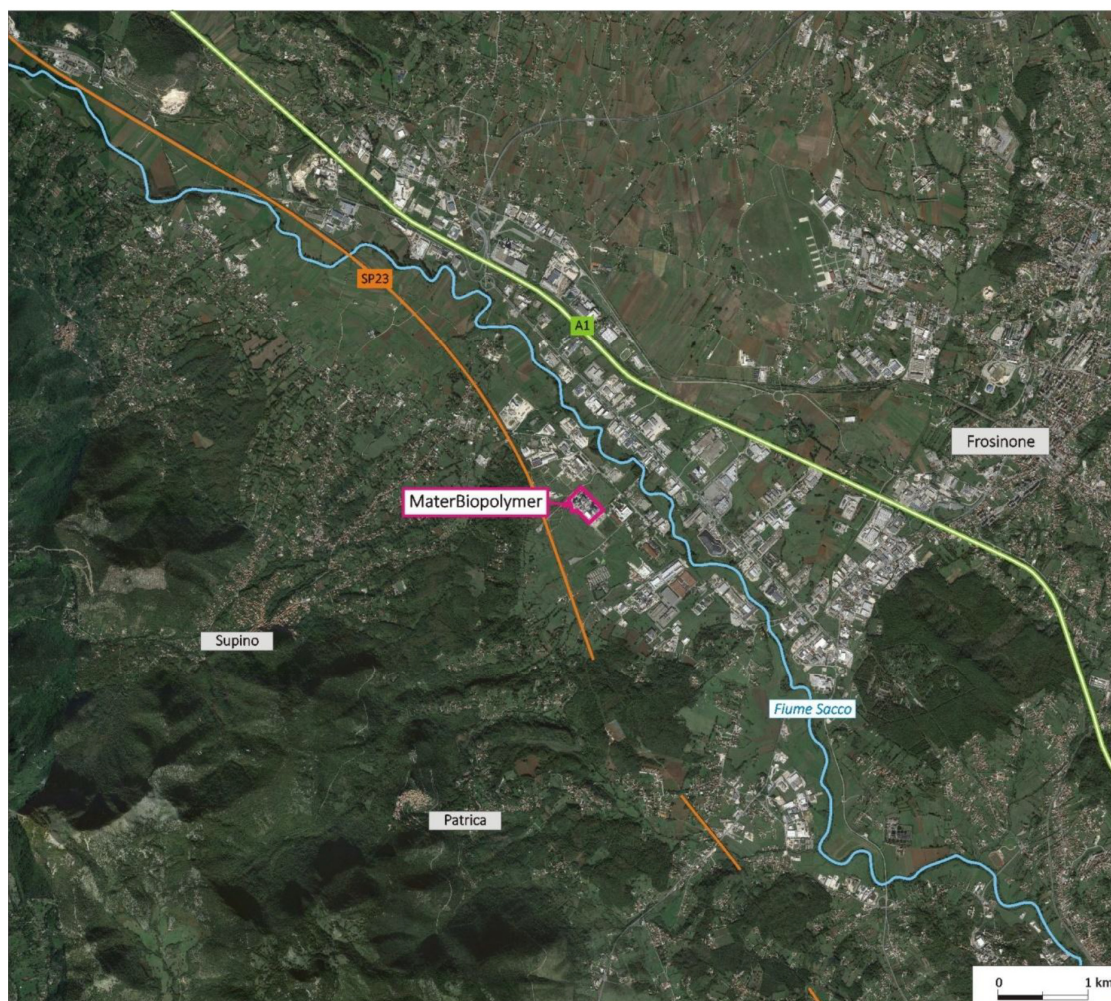 SP23
A1
Frosinone
MaterBiopolymer
Supino
Fiume Sacco
Patrica
0 1 km